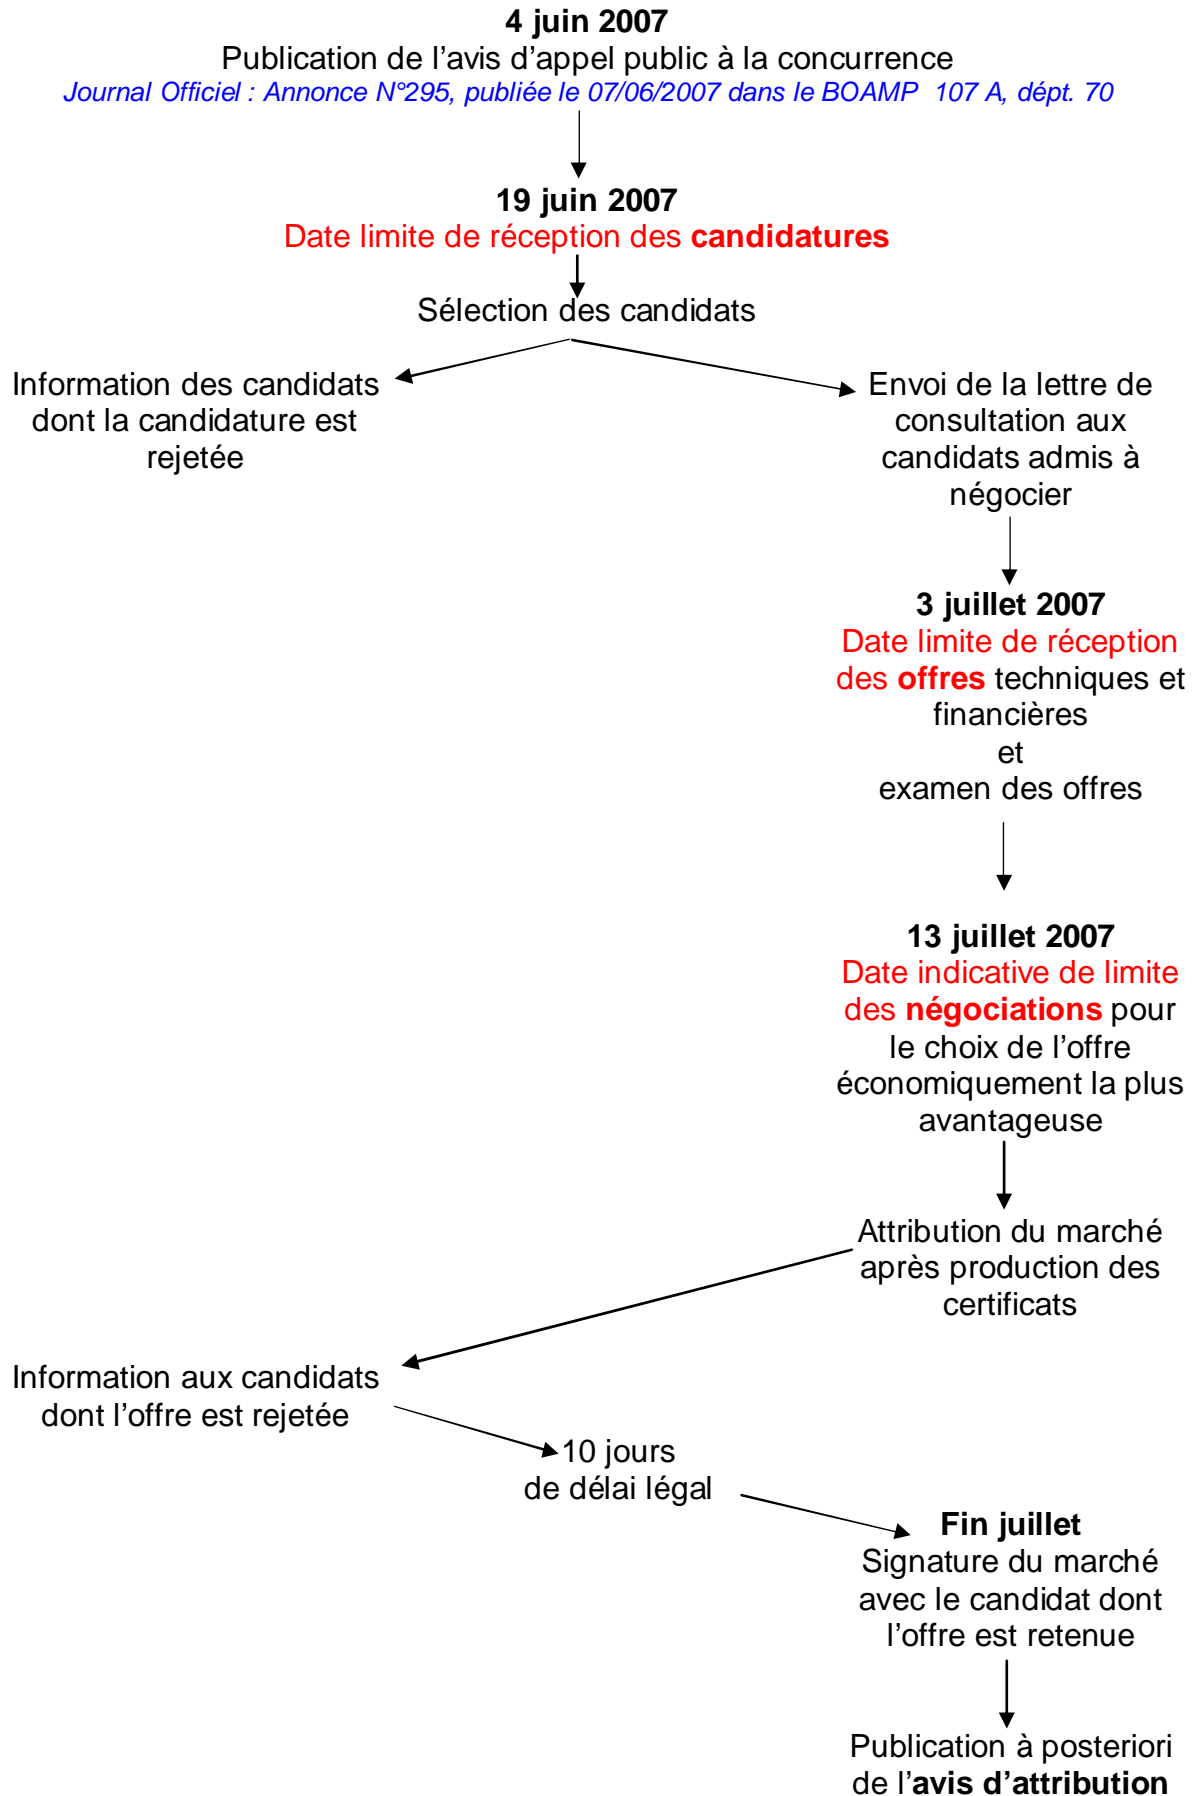 4 juin 2007
Publication de l’avis d’appel public à la concurrence
Journal Officiel : Annonce N°295, publiée le 07/06/2007 dans le BOAMP 107 A, dépt. 70
19 juin 2007
Date limite de réception des candidatures
Sélection des candidats
Information des candidats
dont la candidature est
rejetée
Envoi de la lettre de
consultation aux
candidats admis à
négocier
3 juillet 2007
Date limite de réception
des offres techniques et
financières
et
examen des offres
13 juillet 2007
Date indicative de limite
des négociations pour
le choix de l’offre
économiquement la plus
avantageuse
Attribution du marché
après production des
certificats
Information aux candidats
dont l’offre est rejetée
10 jours
de délai légal
Fin juillet
Signature du marché
avec le candidat dont
l’offre est retenue
Publication à posteriori
de l’avis d’attribution